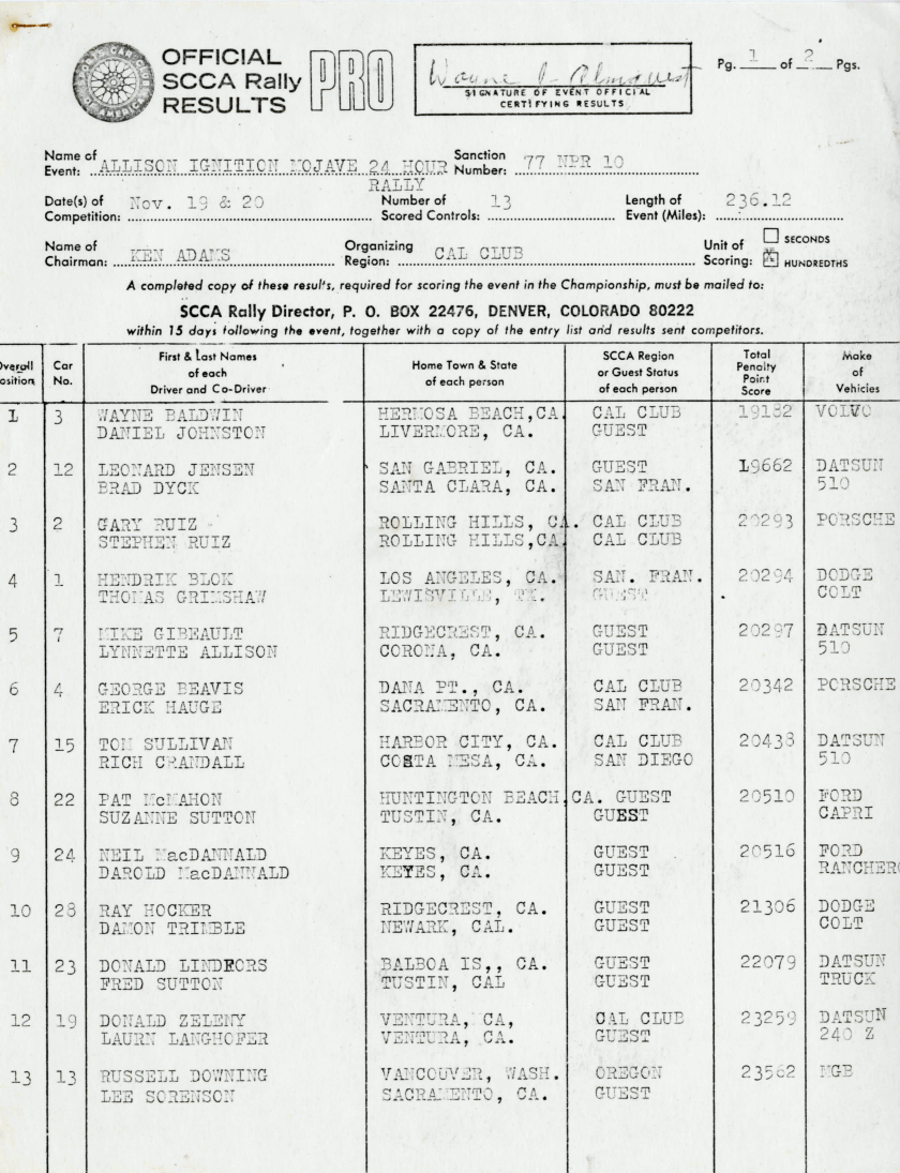 OFFICIAL
SCCA Rally
RESULTS
PRO
SPORTS CAR CLUB OF AMERICA
SIGNATURE OF EVENT OFFICIAL
CERTIFYING RESULTS
Pg. 1 of 2 Pgs.
Name of Event: ALLISON IGNITION MOJAVE 24 HOUR RALLY
Sanction Number: 77 NPR 10
Date(s) of Competition: Nov. 19 & 20
Number of Scored Controls: 13
Length of Event (Miles): 236.12
Name of Chairman: KEN ADAMS
Organizing Region: CAL CLUB
Unit of Scoring: SECONDS
HUNDREDTHS
A completed copy of these results, required for scoring the event in the Championship, must be mailed to:
SCCA Rally Director, P. O. BOX 22476, DENVER, COLORADO 80222
within 15 days following the event, together with a copy of the entry list and results sent competitors.
Overall Position
Car No.
First & Last Names of each Driver and Co-Driver
Home Town & State of each person
SCCA Region or Guest Status of each person
Total Penalty Point Score
Make of Vehicles
1 3 WAYNE BALDWIN HERMOSA BEACH,CA. CAL CLUB 19182 VOLVO
DANIEL JOHNSTON LIVERMORE, CA. GUEST
2 12 LEONARD JENSEN SAN GABRIEL, CA. GUEST 19662 DATSUN
BRAD DYCK SANTA CLARA, CA. SAN FRAN. 510
3 2 GARY RUIZ ROLLING HILLS, CA. CAL CLUB 20293 PORSCHE
STEPHEN RUIZ ROLLING HILLS,CA CAL CLUB
4 1 HENDRIK BLOK LOS ANGELES, CA. SAN. FRAN. 20294 DODGE
THOMAS GRIMSHAW LEWISVILLE, TX. GUEST COLT
5 7 MIKE GIBEAULT RIDGECREST, CA. GUEST 20297 DATSUN
LYNNETTE ALLISON CORONA, CA. GUEST 510
6 4 GEORGE BEAVIS DANA PT., CA. CAL CLUB 20342 PORSCHE
ERICK HAUGE SACRAMENTO, CA. SAN FRAN.
7 15 TOM SULLIVAN HARBOR CITY, CA. CAL CLUB 20438 DATSUN
RICH CRANDALL COSTA MESA, CA. SAN DIEGO 510
8 22 PAT McMAHON HUNTINGTON BEACH,CA. GUEST 20510 FORD
SUZANNE SUTTON TUSTIN, CA. GUEST CAPRI
9 24 NEIL MacDANNALD KEYES, CA. GUEST 20516 FORD
DAROLD MacDANNALD KEYES, CA. GUEST RANCHERO
10 28 RAY HOCKER RIDGECREST, CA. GUEST 21306 DODGE
DAMON TRIMBLE NEWARK, CAL. GUEST COLT
11 23 DONALD LINDFORS BALBOA IS,, CA. GUEST 22079 DATSUN
FRED SUTTON TUSTIN, CAL GUEST TRUCK
12 19 DONALD ZELENY VENTURA, CA, CAL CLUB 23259 DATSUN
LAURN LANGHOFER VENTURA, CA. GUEST 240 Z
13 13 RUSSELL DOWNING VANCOUVER, WASH. OREGON 23562 MGB
LEE SORENSON SACRAMENTO, CA. GUEST